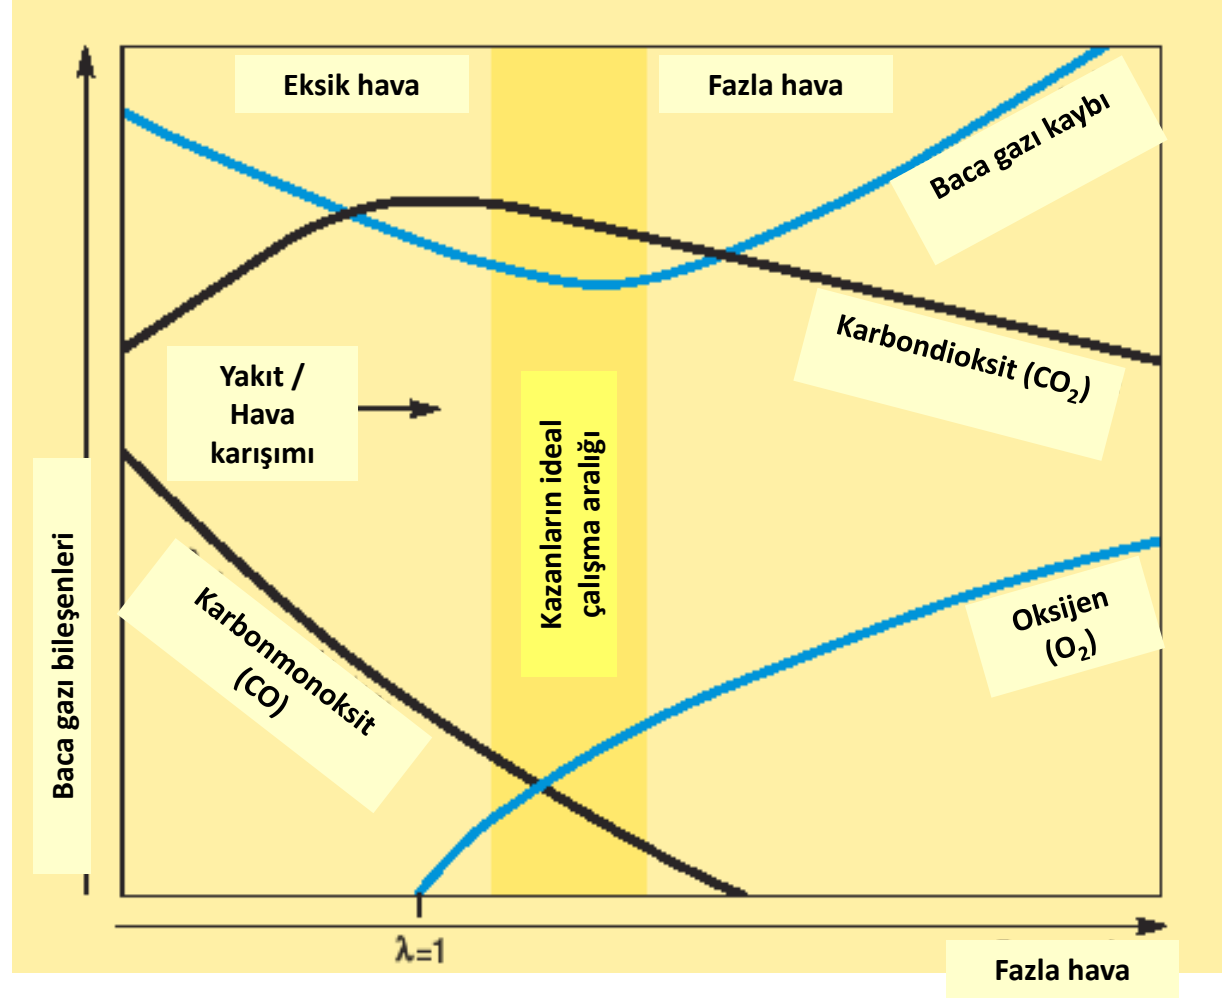 Eksik hava
Fazla hava
Baca gazı kaybı
Karbondioksit (CO₂)
Yakıt /
Hava
karışımı
Kazanların ideal
çalışma aralığı
Baca gazı bileşenleri
Karbonmonoksit
(CO)
Oksijen
(O₂)
λ=1
Fazla hava